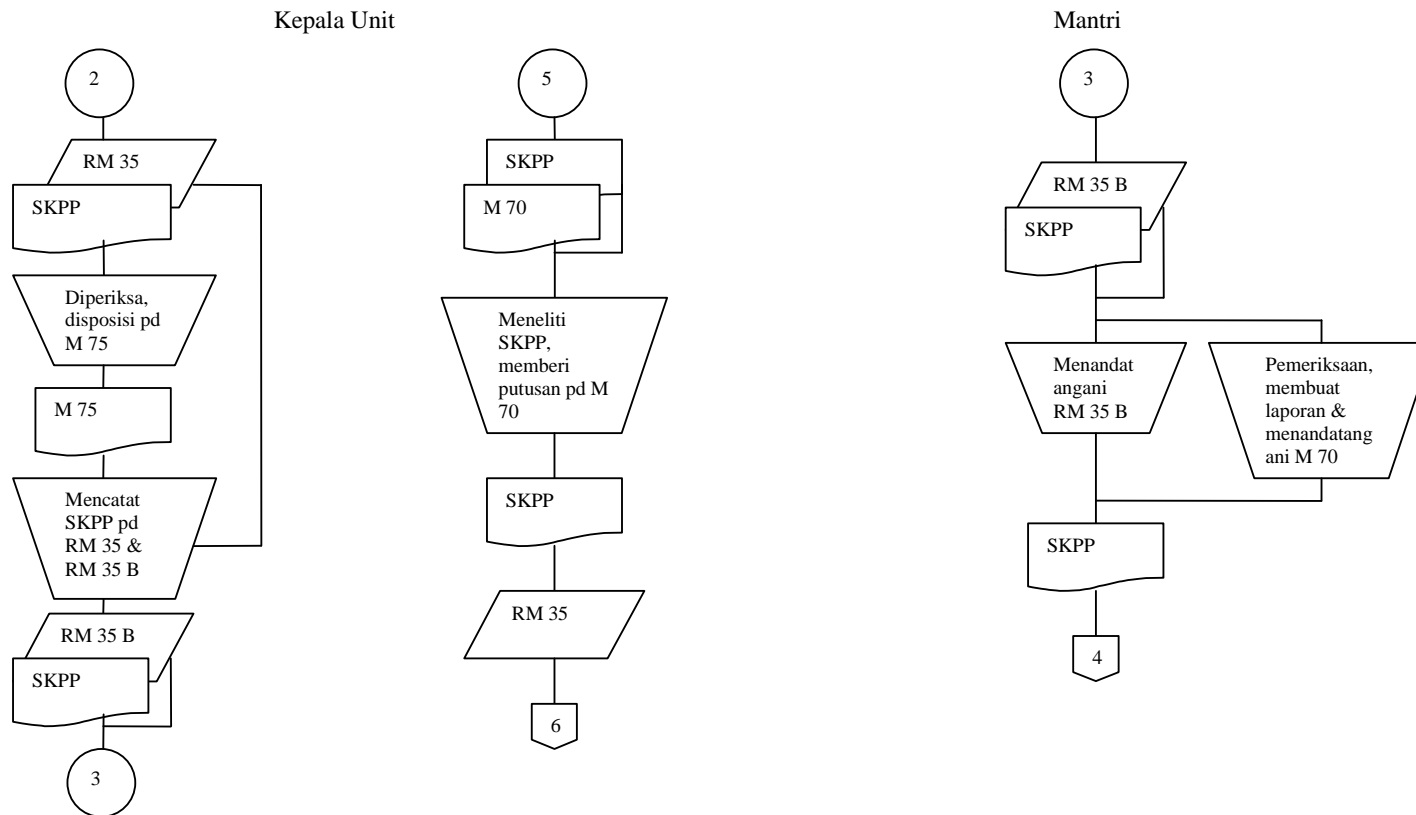 Kepala Unit
Mantri
2
RM 35
SKPP
Diperiksa,
disposisi pd
M 75
M 75
Mencatat
SKPP pd
RM 35 &
RM 35 B
RM 35 B
SKPP
3
5
SKPP
M 70
Meneliti
SKPP,
memberi
putusan pd M
70
SKPP
RM 35
6
3
RM 35 B
SKPP
Menandat
angani
RM 35 B
Pemeriksaan,
membuat
laporan &
menandatang
ani M 70
SKPP
4